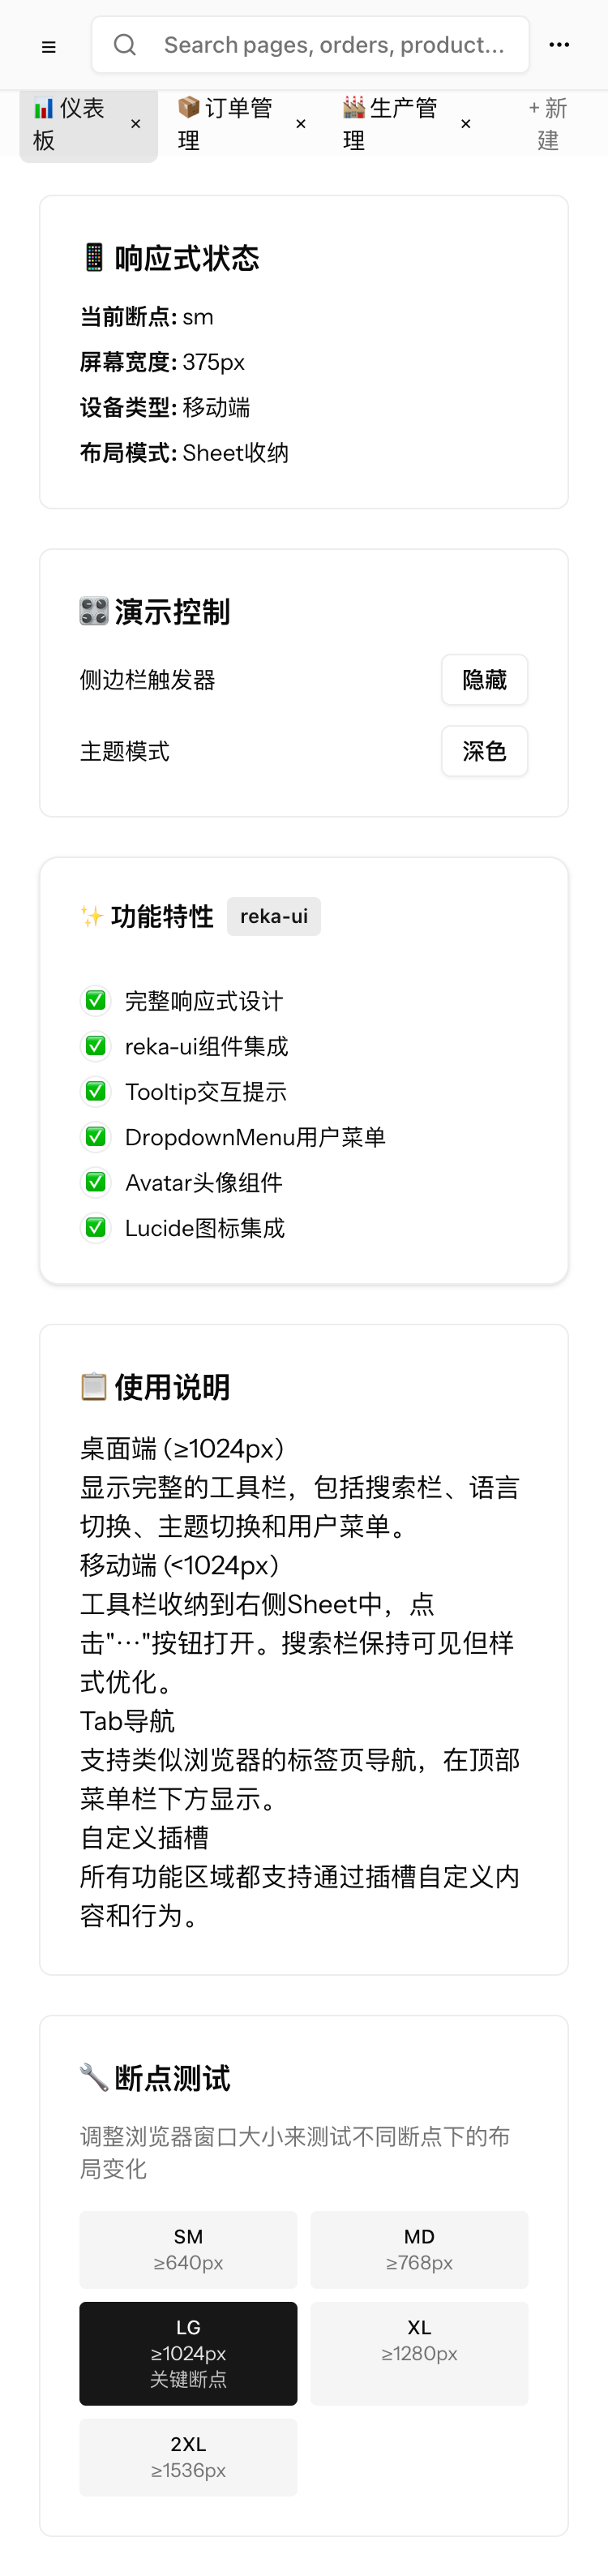 ≡
Search pages, orders, product...
•••
📊 仪表
板
×
📦 订单管
理
×
🏭 生产管
理
×
+ 新
建
📱 响应式状态
当前断点: sm
屏幕宽度: 375px
设备类型: 移动端
布局模式: Sheet收纳
🎛️ 演示控制
侧边栏触发器
隐藏
主题模式
深色
✨ 功能特性
reka-ui
✅ 完整响应式设计
✅ reka-ui组件集成
✅ Tooltip交互提示
✅ DropdownMenu用户菜单
✅ Avatar头像组件
✅ Lucide图标集成
📋 使用说明
桌面端 (≥1024px)
显示完整的工具栏，包括搜索栏、语言
切换、主题切换和用户菜单。
移动端 (<1024px)
工具栏收纳到右侧Sheet中，点
击"⋯"按钮打开。搜索栏保持可见但样
式优化。
Tab导航
支持类似浏览器的标签页导航，在顶部
菜单栏下方显示。
自定义插槽
所有功能区域都支持通过插槽自定义内
容和行为。
🔧 断点测试
调整浏览器窗口大小来测试不同断点下的布
局变化
SM
≥640px
MD
≥768px
LG
≥1024px
关键断点
XL
≥1280px
2XL
≥1536px